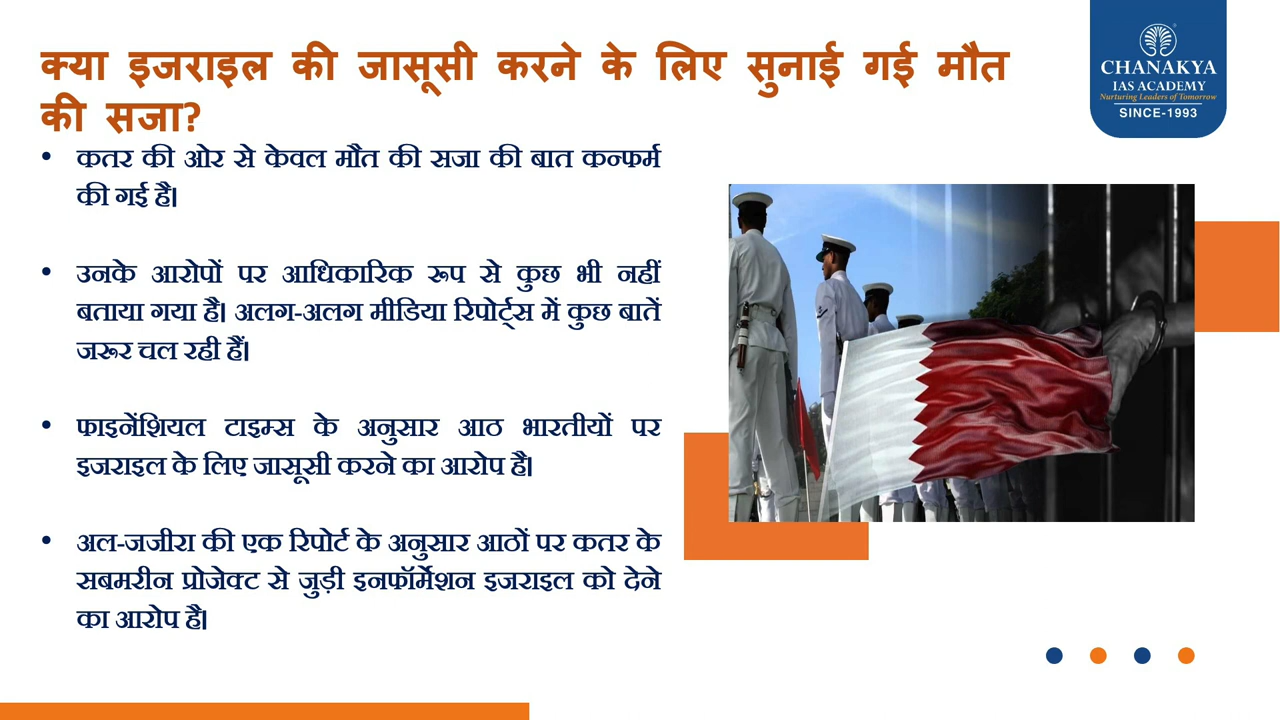 क्या इजराइल की जासूसी करने के लिए सुनाई गई मौत
की सजा?
CHANAKYA
IAS ACADEMY
Nurturing Leaders of Tomorrow
SINCE-1993
• कतर की ओर से केवल मौत की सजा की बात कन्फर्म
की गई है।
• उनके आरोपों पर आधिकारिक रूप से कुछ भी नहीं
बताया गया है। अलग-अलग मीडिया रिपोर्ट्स में कुछ बातें
जरूर चल रही हैं।
• फाइनेंशियल टाइम्स के अनुसार आठ भारतीयों पर
इजराइल के लिए जासूसी करने का आरोप है।
• अल-जजीरा की एक रिपोर्ट के अनुसार आठों पर कतर के
सबमरीन प्रोजेक्ट से जुड़ी इनफॉर्मेशन इजराइल को देने
का आरोप है।